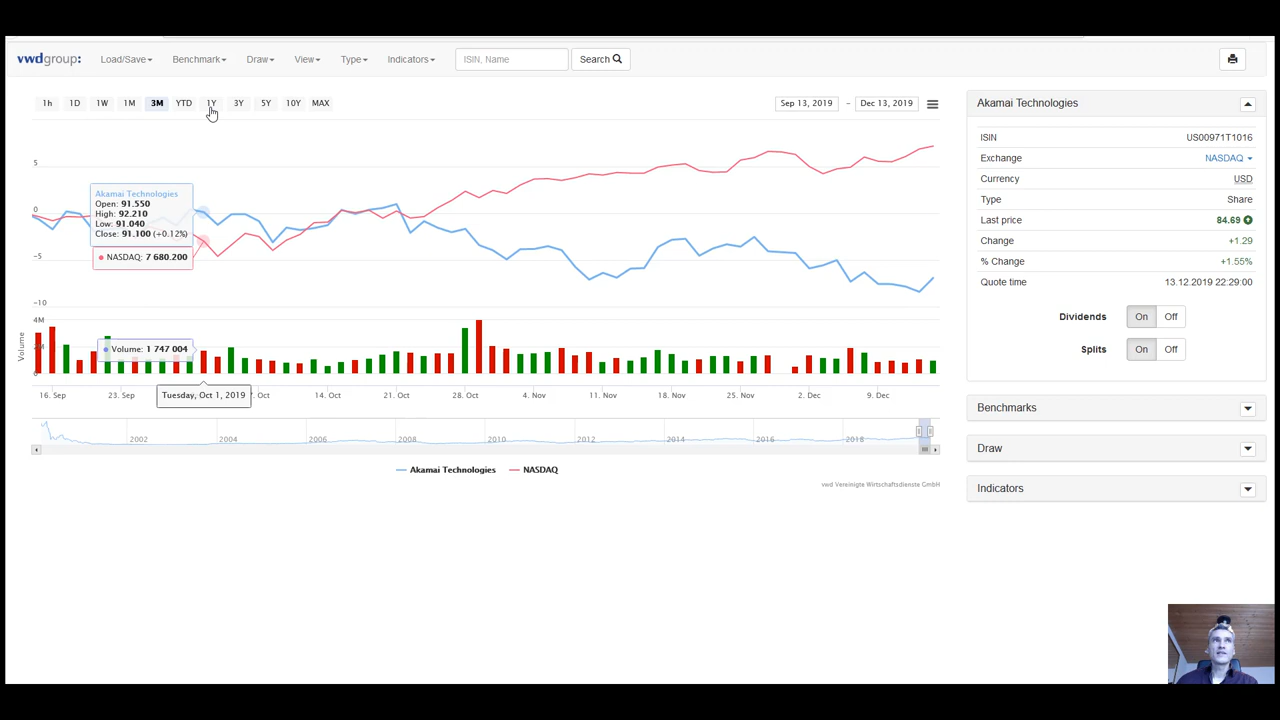 vwdgroup: Load/Save Benchmark Draw View Type Indicators ISIN, Name Search
1h 1D 1W 1M 3M YTD 1Y 3Y 5Y 10Y MAX Sep 13, 2019 – Dec 13, 2019
5
0
-5
-10
Akamai Technologies
Open: 91.550
High: 92.210
Low: 91.040
Close: 91.100 (+0.12%)
NASDAQ: 7 680.200
4M
Volume
Volume: 1 747 004
0
16. Sep 23. Sep 7. Oct 14. Oct 21. Oct 28. Oct 4. Nov 11. Nov 18. Nov 25. Nov 2. Dec 9. Dec
Tuesday, Oct 1, 2019
2002 2004 2006 2008 2010 2012 2014 2016 2018
Akamai Technologies NASDAQ
vwd Vereinigte Wirtschaftsdienste GmbH
Akamai Technologies
ISIN US00971T1016
Exchange NASDAQ
Currency USD
Type Share
Last price 84.69
Change +1.29
% Change +1.55%
Quote time 13.12.2019 22:29:00
Dividends On Off
Splits On Off
Benchmarks
Draw
Indicators